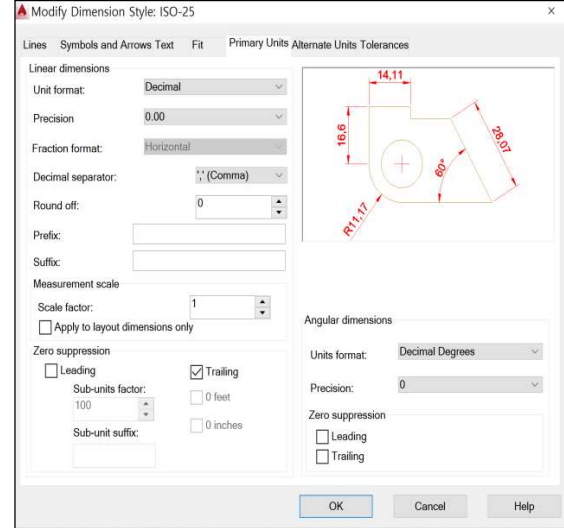 Modify Dimension Style: ISO-25
X
Lines Symbols and Arrows Text Fit Primary Units Alternate Units Tolerances
Linear dimensions
Unit format: Decimal
Precision 0.00
Fraction format: Horizontal
Decimal separator: ',' (Comma)
Round off: 0
Prefix:
Suffix:
Measurement scale
Scale factor: 1
Apply to layout dimensions only
Zero suppression
Leading
Trailing
Sub-units factor:
100
0 feet
Sub-unit suffix:
0 inches
14,11
16,6
28,07
60°
R11,17
Angular dimensions
Units format: Decimal Degrees
Precision: 0
Zero suppression
Leading
Trailing
OK Cancel Help